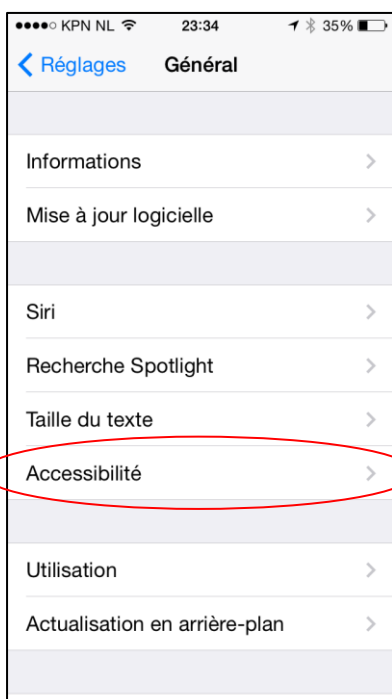 KPN NL 23:34 35%
Réglages Général
Informations
Mise à jour logicielle
Siri
Recherche Spotlight
Taille du texte
Accessibilité
Utilisation
Actualisation en arrière-plan